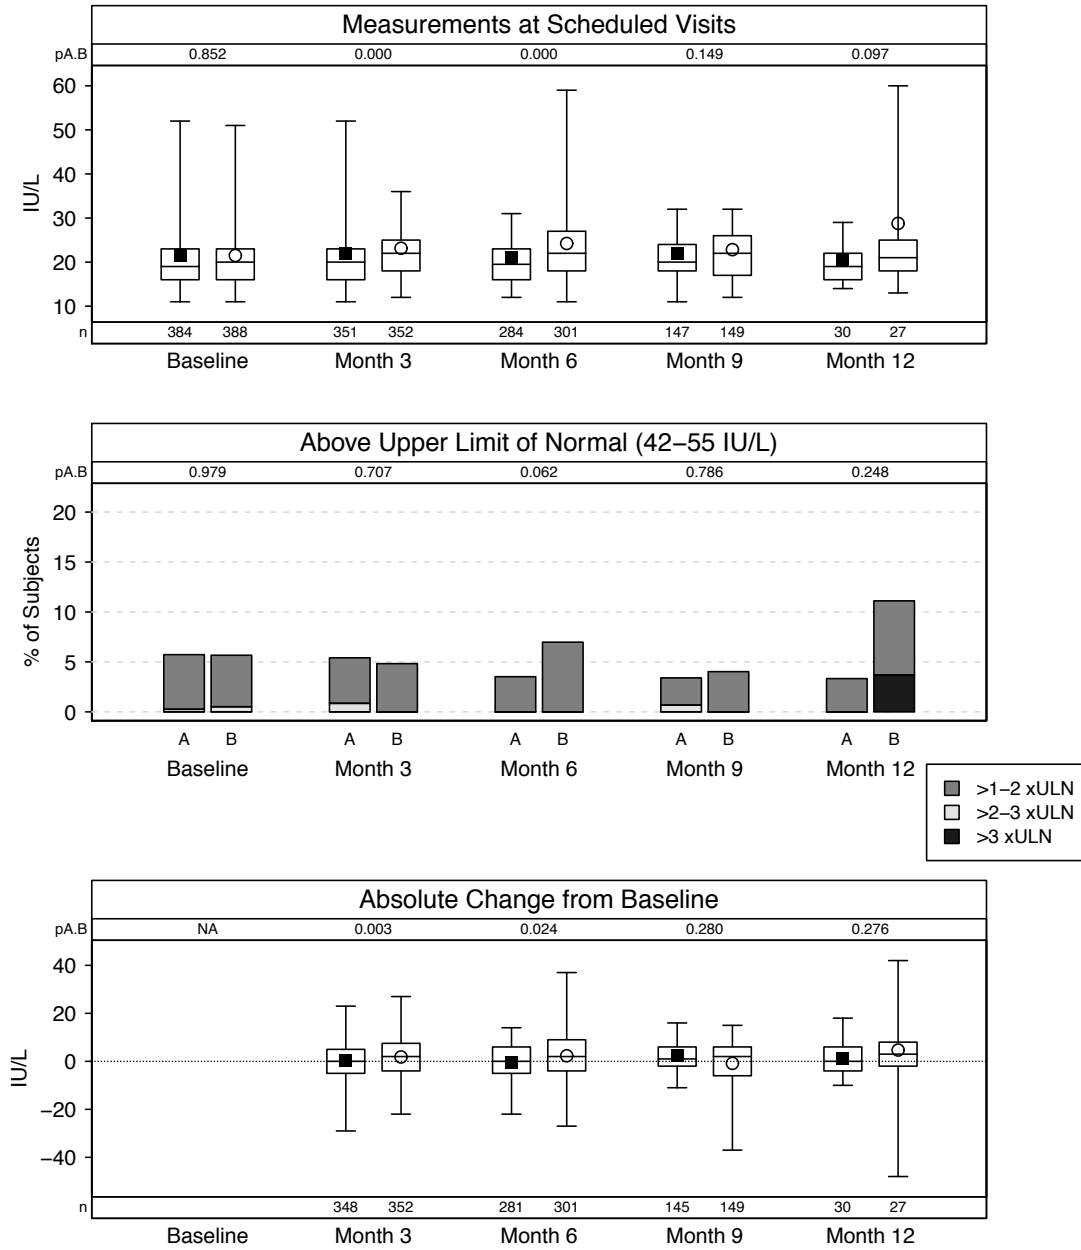 Measurements at Scheduled Visits
pA.B 0.852 0.000 0.000 0.149 0.097
60
50
40
30
20
10
IU/L
n 384 388 351 352 284 301 147 149 30 27
Baseline Month 3 Month 6 Month 9 Month 12
Above Upper Limit of Normal (42−55 IU/L)
pA.B 0.979 0.707 0.062 0.786 0.248
20
15
10
5
0
% of Subjects
A B A B A B A B A B
Baseline Month 3 Month 6 Month 9 Month 12
>1−2 xULN
>2−3 xULN
>3 xULN
Absolute Change from Baseline
pA.B NA 0.003 0.024 0.280 0.276
40
20
0
−20
−40
IU/L
n 348 352 281 301 145 149 30 27
Baseline Month 3 Month 6 Month 9 Month 12